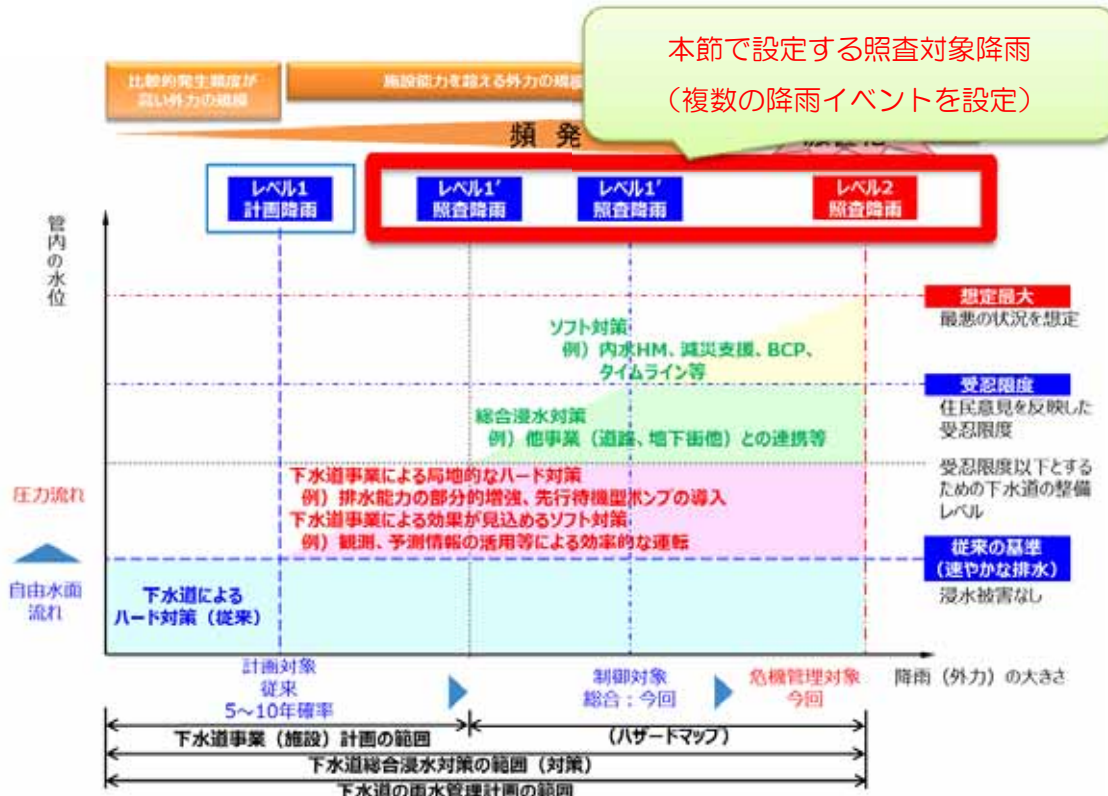 本節で設定する照査対象降雨
(複数の降雨イベントを設定)
比較的発生頻度が
高い外力の規模
施設能力を超える外力の規模
頻発
レベル1
計画降雨
レベル1'
照査降雨
レベル1'
照査降雨
レベル2
照査降雨
管内の水位
想定最大
最悪の状況を想定
ソフト対策
例)内水HM、減災支援、BCP、
タイムライン等
受忍限度
住民意見を反映した
受忍限度
総合浸水対策
例)他事業(道路、地下街他)との連携等
受忍限度以下とする
ための下水道の整備
レベル
圧力流れ
下水道事業による局地的なハード対策
例)排水能力の部分的増強、先行待機型ポンプの導入
下水道事業による効果が見込めるソフト対策
例)観測、予測情報の活用等による効率的な運転
従来の基準
(速やかな排水)
浸水被害なし
自由水面
流れ
下水道による
ハード対策(従来)
計画対象
従来
5~10年確率
制御対象
総合:今回
危機管理対象
今回
降雨(外力)の大きさ
下水道事業(施設)計画の範囲
(ハザードマップ)
下水道総合浸水対策の範囲(対策)
下水道の雨水管理計画の範囲